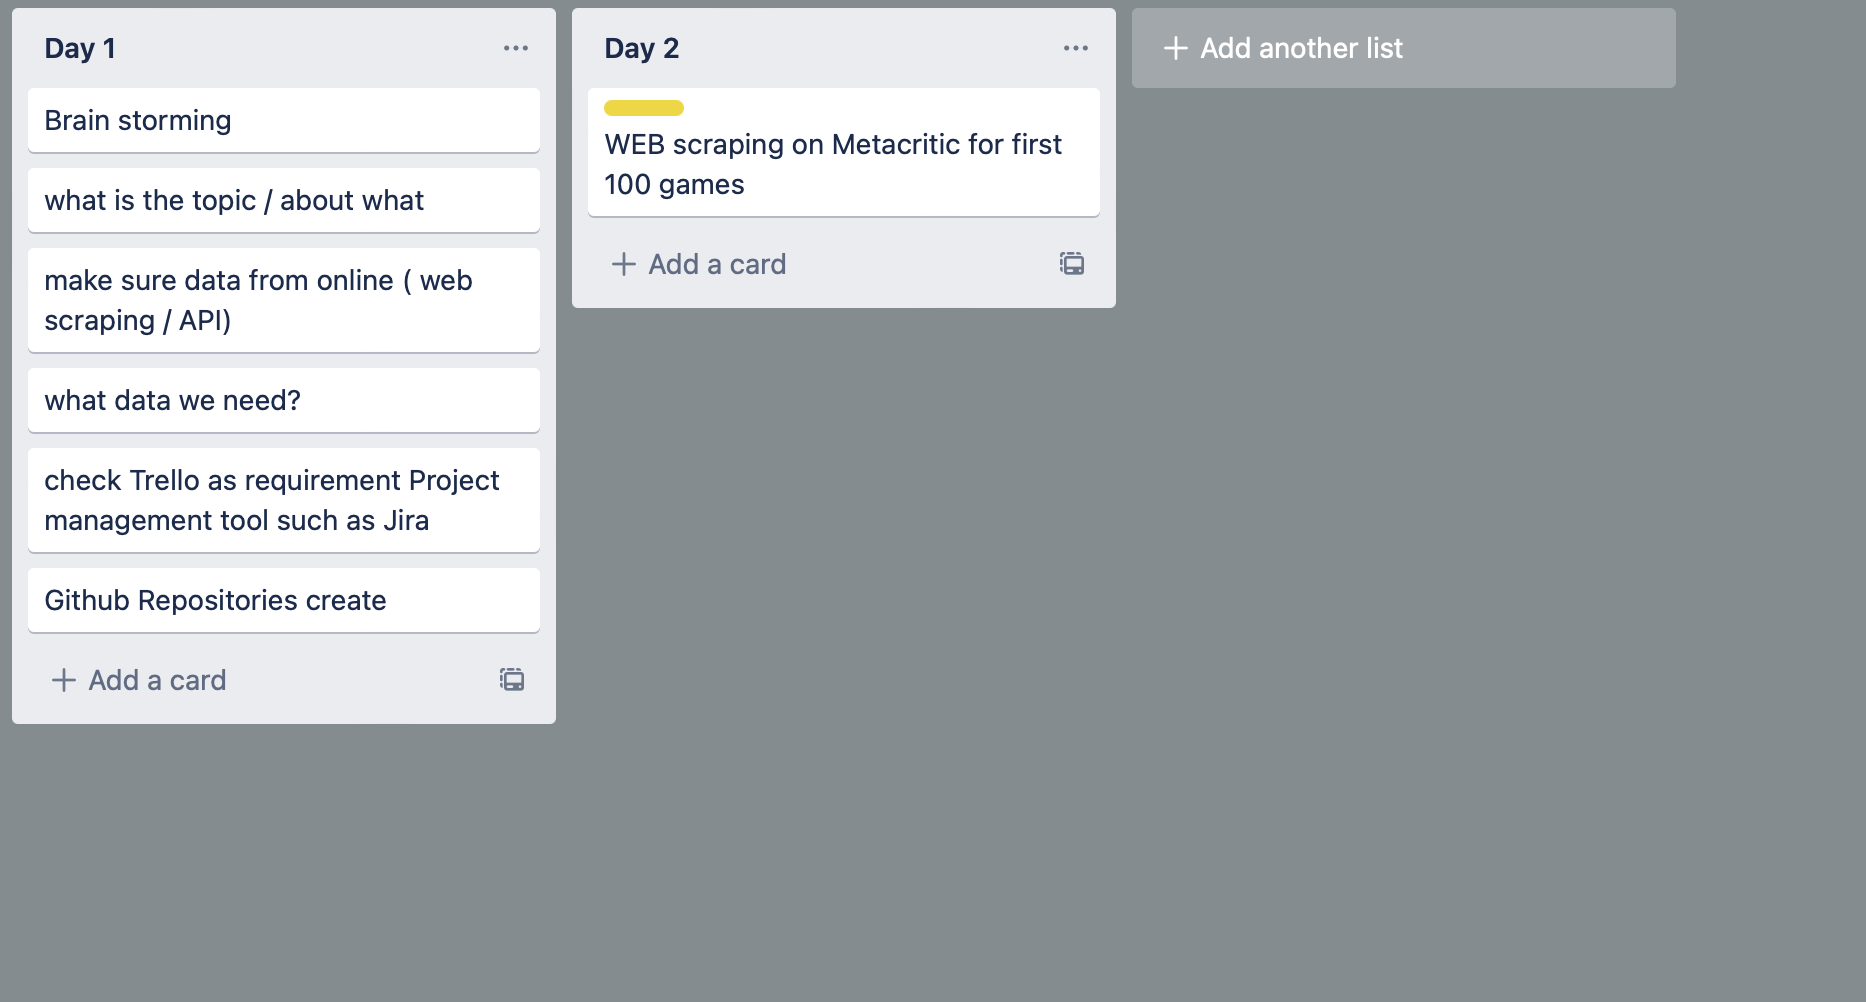 Day 1
Brain storming
what is the topic / about what
make sure data from online ( web
scraping / API)
what data we need?
check Trello as requirement Project
management tool such as Jira
Github Repositories create
Add a card
Day 2
WEB scraping on Metacritic for first
100 games
Add a card
Add another list